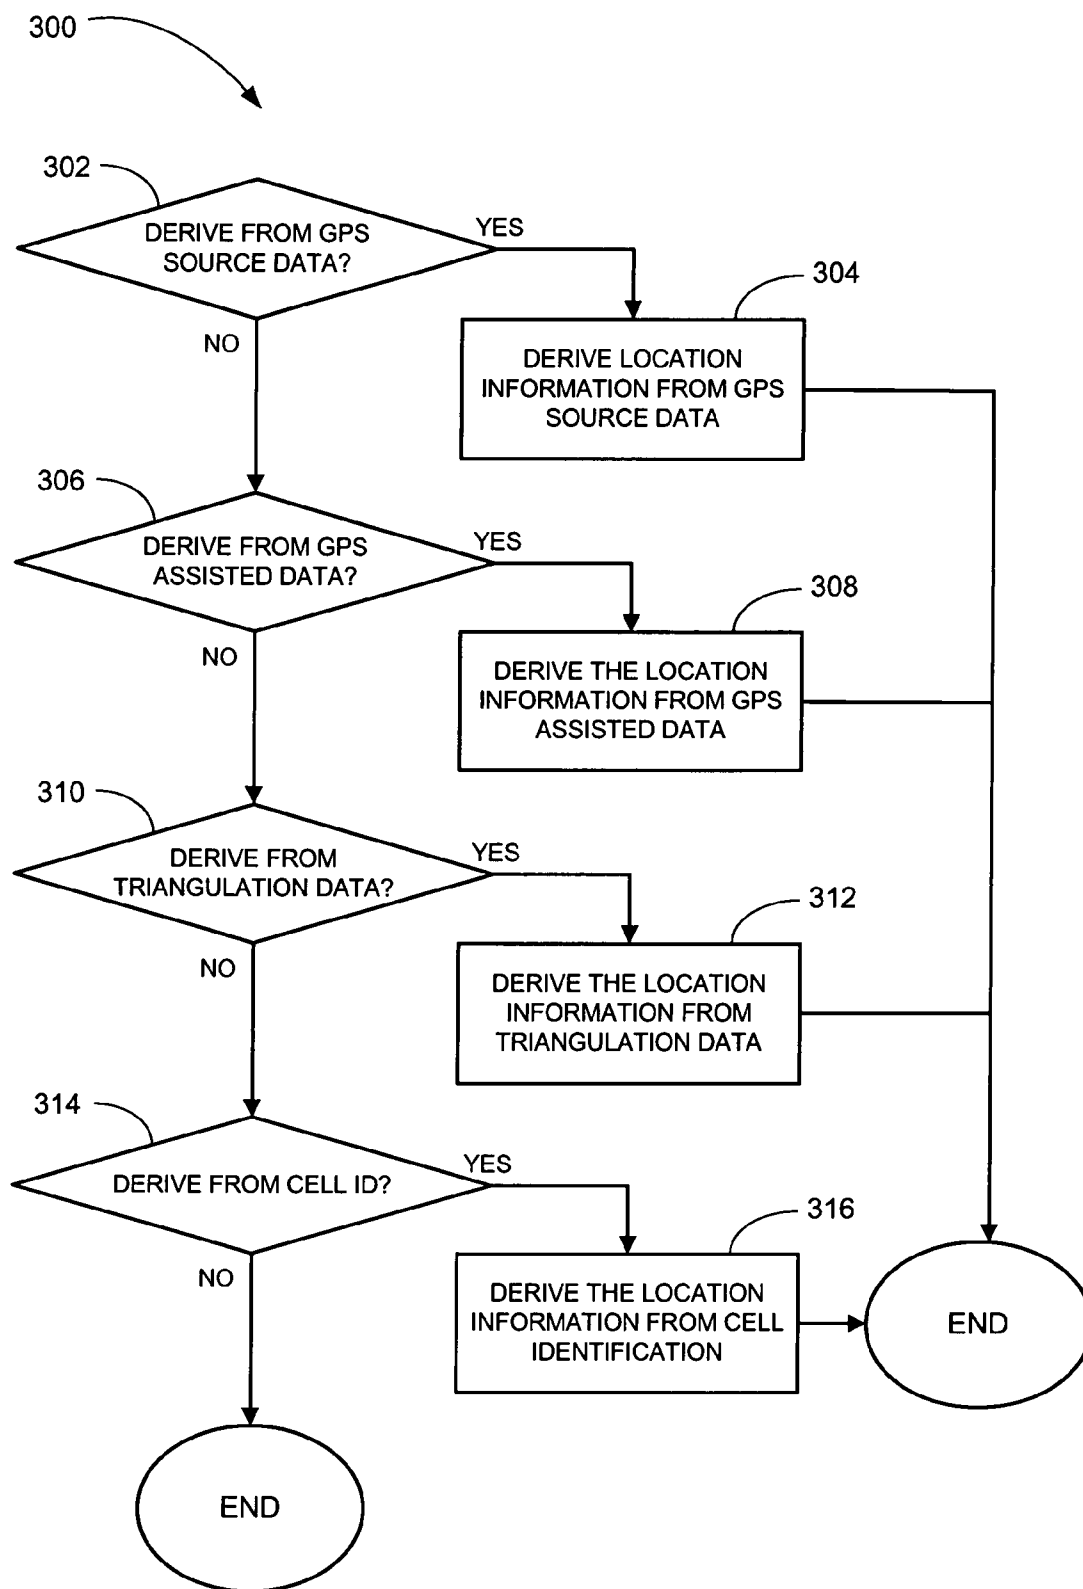 300
302
DERIVE FROM GPS
SOURCE DATA?
YES
NO
304
DERIVE LOCATION
INFORMATION FROM GPS
SOURCE DATA
306
DERIVE FROM GPS
ASSISTED DATA?
YES
NO
308
DERIVE THE LOCATION
INFORMATION FROM GPS
ASSISTED DATA
310
DERIVE FROM
TRIANGULATION DATA?
YES
NO
312
DERIVE THE LOCATION
INFORMATION FROM
TRIANGULATION DATA
314
DERIVE FROM CELL ID?
YES
NO
316
DERIVE THE LOCATION
INFORMATION FROM CELL
IDENTIFICATION
END
END